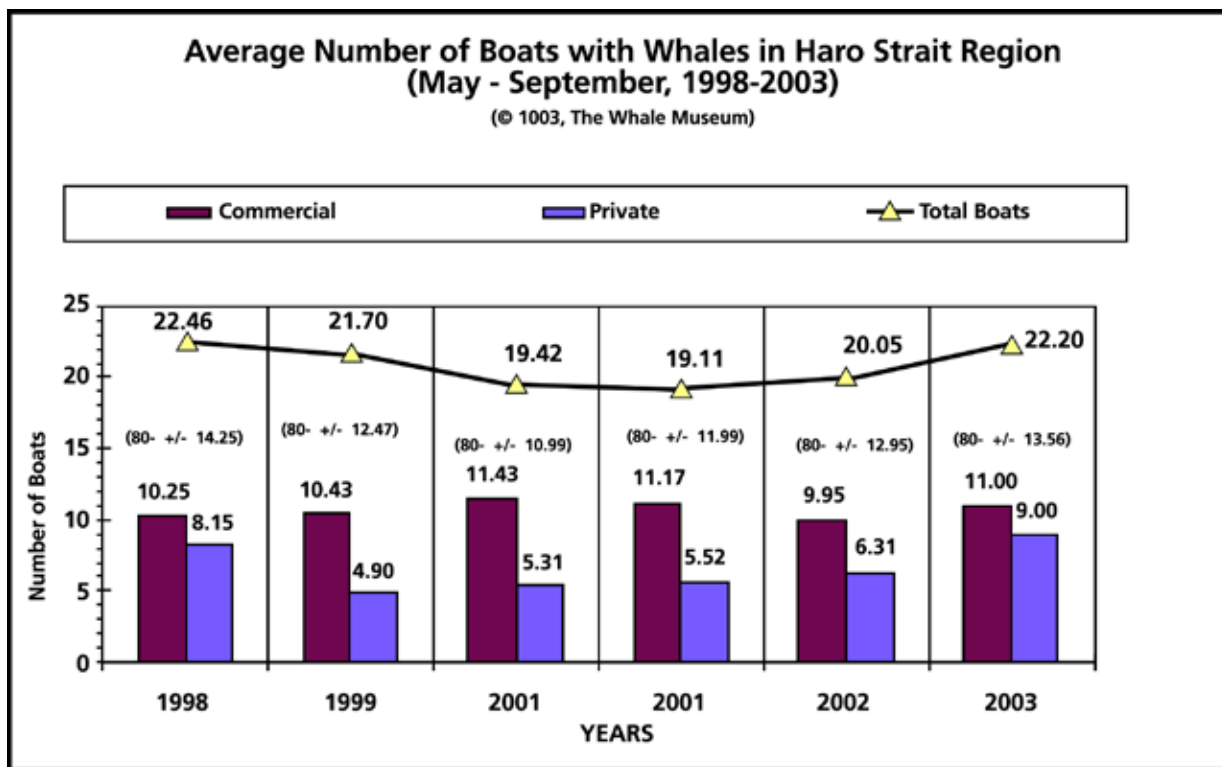 Average Number of Boats with Whales in Haro Strait Region
(May - September, 1998-2003)
(© 1003, The Whale Museum)
Commercial Private Total Boats
25
22.46 21.70 19.42 19.11 20.05 22.20
20
(80- +/- 14.25) (80- +/- 12.47) (80- +/- 10.99) (80- +/- 11.99) (80- +/- 12.95) (80- +/- 13.56)
15
10.25 8.15 10.43 4.90 11.43 5.31 11.17 5.52 9.95 6.31 11.00 9.00
10
5
0
Number of Boats
1998 1999 2001 2001 2002 2003
YEARS